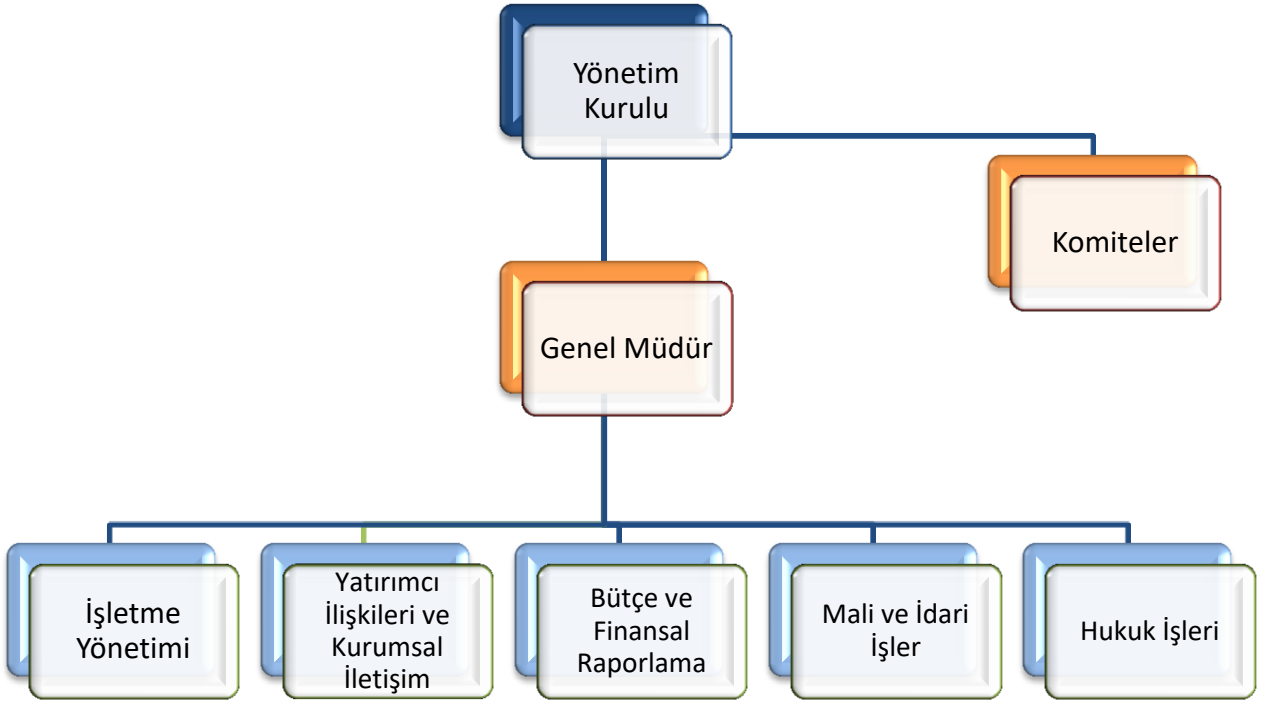 Yönetim
Kurulu
Komiteler
Genel Müdür
İşletme
Yönetimi
Yatırımcı
İlişkileri ve
Kurumsal
İletişim
Bütçe ve
Finansal
Raporlama
Mali ve İdari
İşler
Hukuk İşleri